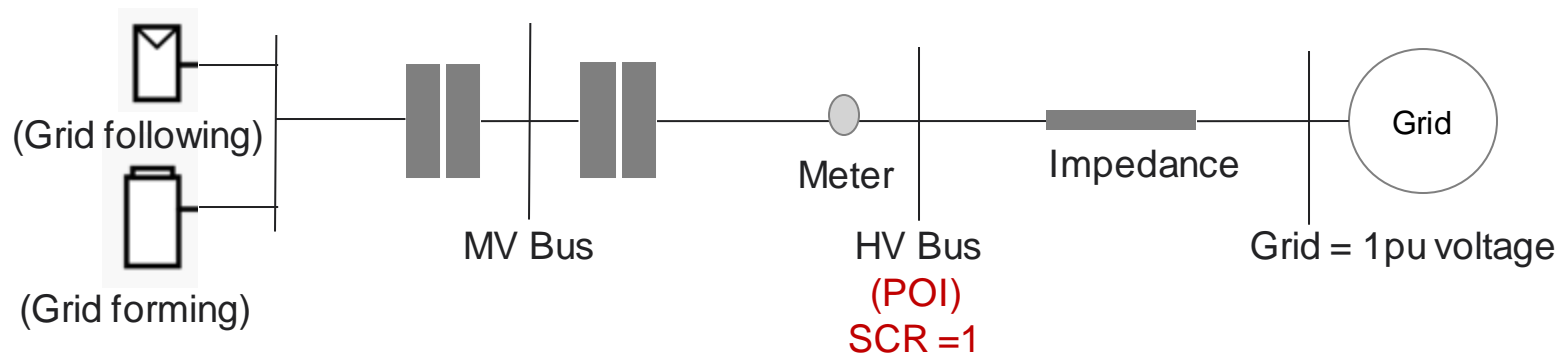 (Grid following)
(Grid forming)
MV Bus
Meter
HV Bus
(POI)
SCR =1
Impedance
Grid
Grid = 1pu voltage